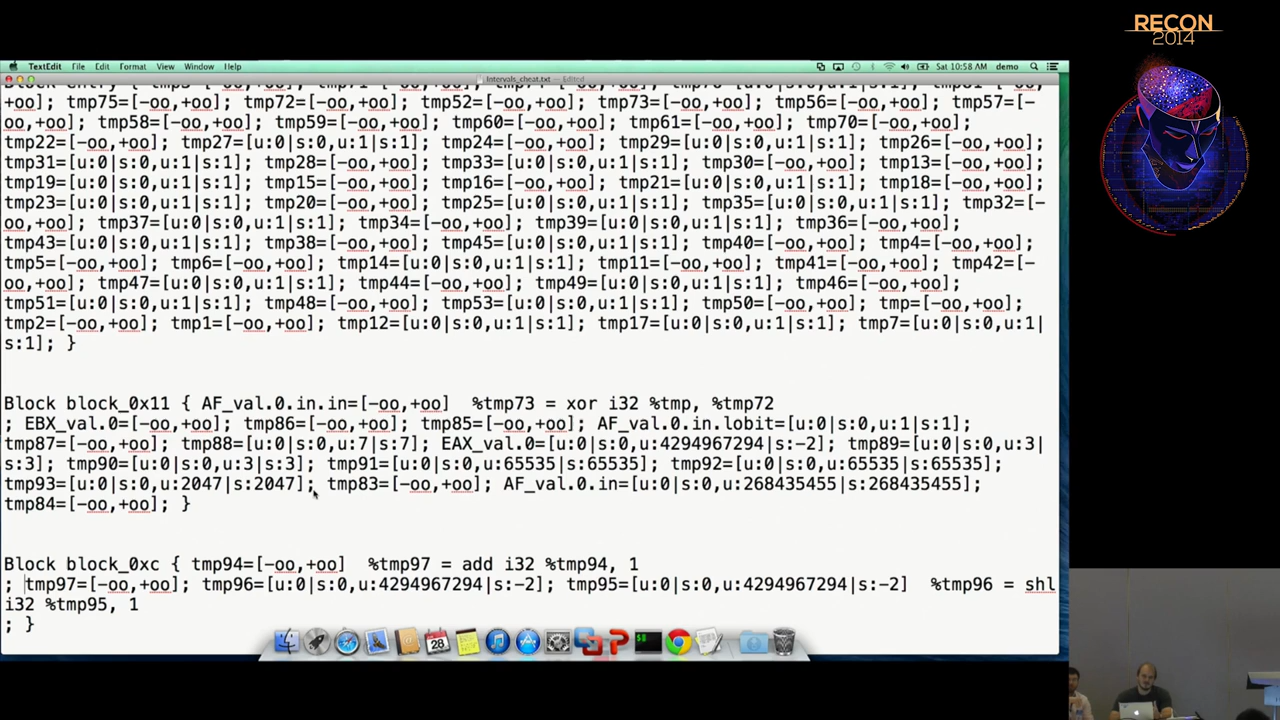 RECON
2014
TextEdit File Edit Format View Window Help
Sat 10:58 AM demo
Intervals_cheat.txt — Edited
+oo]; tmp75=[-oo,+oo]; tmp72=[-oo,+oo]; tmp52=[-oo,+oo]; tmp73=[-oo,+oo]; tmp56=[-oo,+oo]; tmp57=[-
oo,+oo]; tmp58=[-oo,+oo]; tmp59=[-oo,+oo]; tmp60=[-oo,+oo]; tmp61=[-oo,+oo]; tmp70=[-oo,+oo];
tmp22=[-oo,+oo]; tmp27=[u:0|s:0,u:1|s:1]; tmp24=[-oo,+oo]; tmp29=[u:0|s:0,u:1|s:1]; tmp26=[-oo,+oo];
tmp31=[u:0|s:0,u:1|s:1]; tmp28=[-oo,+oo]; tmp33=[u:0|s:0,u:1|s:1]; tmp30=[-oo,+oo]; tmp13=[-oo,+oo];
tmp19=[u:0|s:0,u:1|s:1]; tmp15=[-oo,+oo]; tmp16=[-oo,+oo]; tmp21=[u:0|s:0,u:1|s:1]; tmp18=[-oo,+oo];
tmp23=[u:0|s:0,u:1|s:1]; tmp20=[-oo,+oo]; tmp25=[u:0|s:0,u:1|s:1]; tmp35=[u:0|s:0,u:1|s:1]; tmp32=[-
oo,+oo]; tmp37=[u:0|s:0,u:1|s:1]; tmp34=[-oo,+oo]; tmp39=[u:0|s:0,u:1|s:1]; tmp36=[-oo,+oo];
tmp43=[u:0|s:0,u:1|s:1]; tmp38=[-oo,+oo]; tmp45=[u:0|s:0,u:1|s:1]; tmp40=[-oo,+oo]; tmp4=[-oo,+oo];
tmp5=[-oo,+oo]; tmp6=[-oo,+oo]; tmp14=[u:0|s:0,u:1|s:1]; tmp11=[-oo,+oo]; tmp41=[-oo,+oo]; tmp42=[-
oo,+oo]; tmp47=[u:0|s:0,u:1|s:1]; tmp44=[-oo,+oo]; tmp49=[u:0|s:0,u:1|s:1]; tmp46=[-oo,+oo];
tmp51=[u:0|s:0,u:1|s:1]; tmp48=[-oo,+oo]; tmp53=[u:0|s:0,u:1|s:1]; tmp50=[-oo,+oo]; tmp=[-oo,+oo];
tmp2=[-oo,+oo]; tmp1=[-oo,+oo]; tmp12=[u:0|s:0,u:1|s:1]; tmp17=[u:0|s:0,u:1|s:1]; tmp7=[u:0|s:0,u:1|
s:1]; }
Block block_0x11 { AF_val.0.in.in=[-oo,+oo]  %tmp73 = xor i32 %tmp, %tmp72
; EBX_val.0=[-oo,+oo]; tmp86=[-oo,+oo]; tmp85=[-oo,+oo]; AF_val.0.in.lobit=[u:0|s:0,u:1|s:1];
tmp87=[-oo,+oo]; tmp88=[u:0|s:0,u:7|s:7]; EAX_val.0=[u:0|s:0,u:4294967294|s:-2]; tmp89=[u:0|s:0,u:3|
s:3]; tmp90=[u:0|s:0,u:3|s:3]; tmp91=[u:0|s:0,u:65535|s:65535]; tmp92=[u:0|s:0,u:65535|s:65535];
tmp93=[u:0|s:0,u:2047|s:2047]; tmp83=[-oo,+oo]; AF_val.0.in=[u:0|s:0,u:268435455|s:268435455];
tmp84=[-oo,+oo]; }
Block block_0xc { tmp94=[-oo,+oo]  %tmp97 = add i32 %tmp94, 1
; tmp97=[-oo,+oo]; tmp96=[u:0|s:0,u:4294967294|s:-2]; tmp95=[u:0|s:0,u:4294967294|s:-2]  %tmp96 = shl
i32 %tmp95, 1
; }